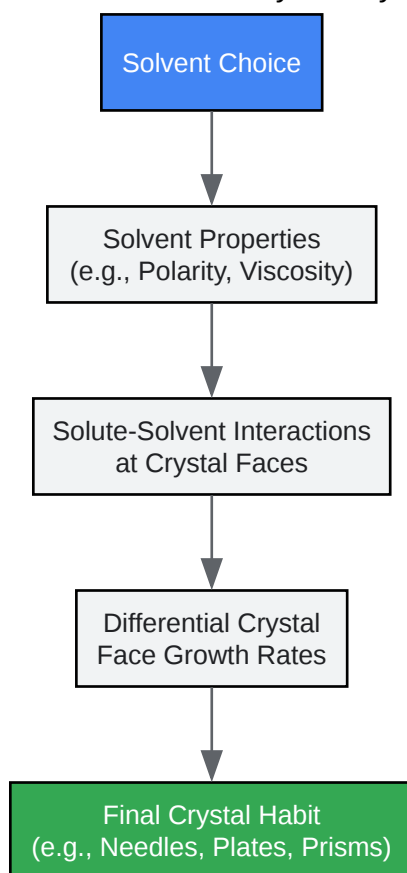 Solvent Choice
Solvent Properties
(e.g., Polarity, Viscosity)
Solute-Solvent Interactions
at Crystal Faces
Differential Crystal
Face Growth Rates
Final Crystal Habit
(e.g., Needles, Plates, Prisms)